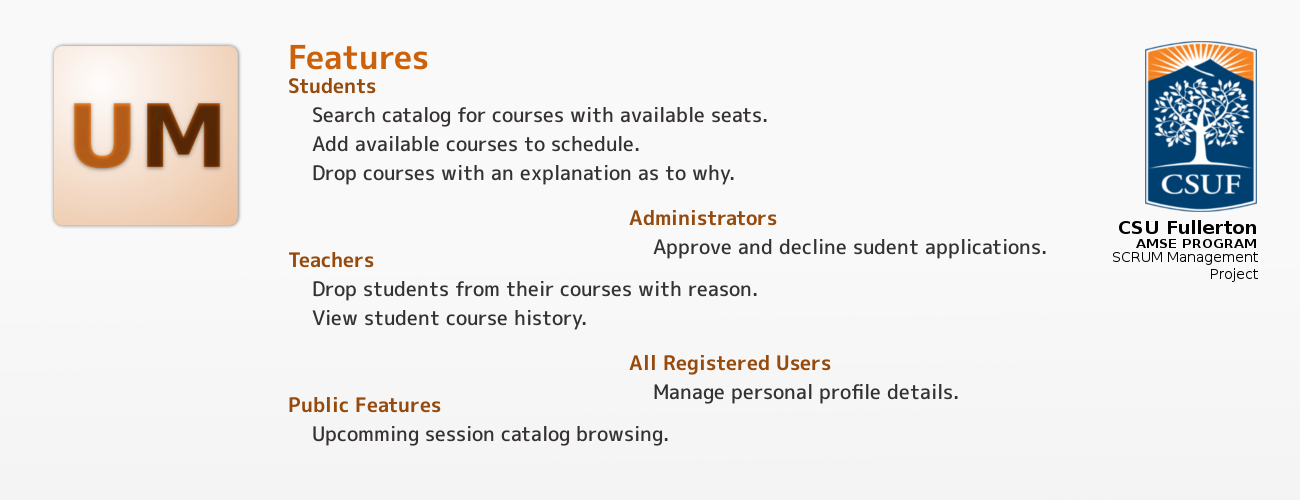 UM
Features
Students
Search catalog for courses with available seats.
Add available courses to schedule.
Drop courses with an explanation as to why.
Administrators
Approve and decline sudent applications.
Teachers
Drop students from their courses with reason.
View student course history.
All Registered Users
Manage personal profile details.
Public Features
Upcomming session catalog browsing.
CSUF
CSU Fullerton
AMSE PROGRAM
SCRUM Management
Project